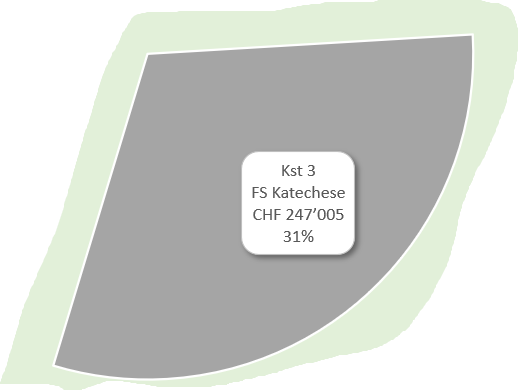 Kst 3
FS Katechese
CHF 247’005
31%